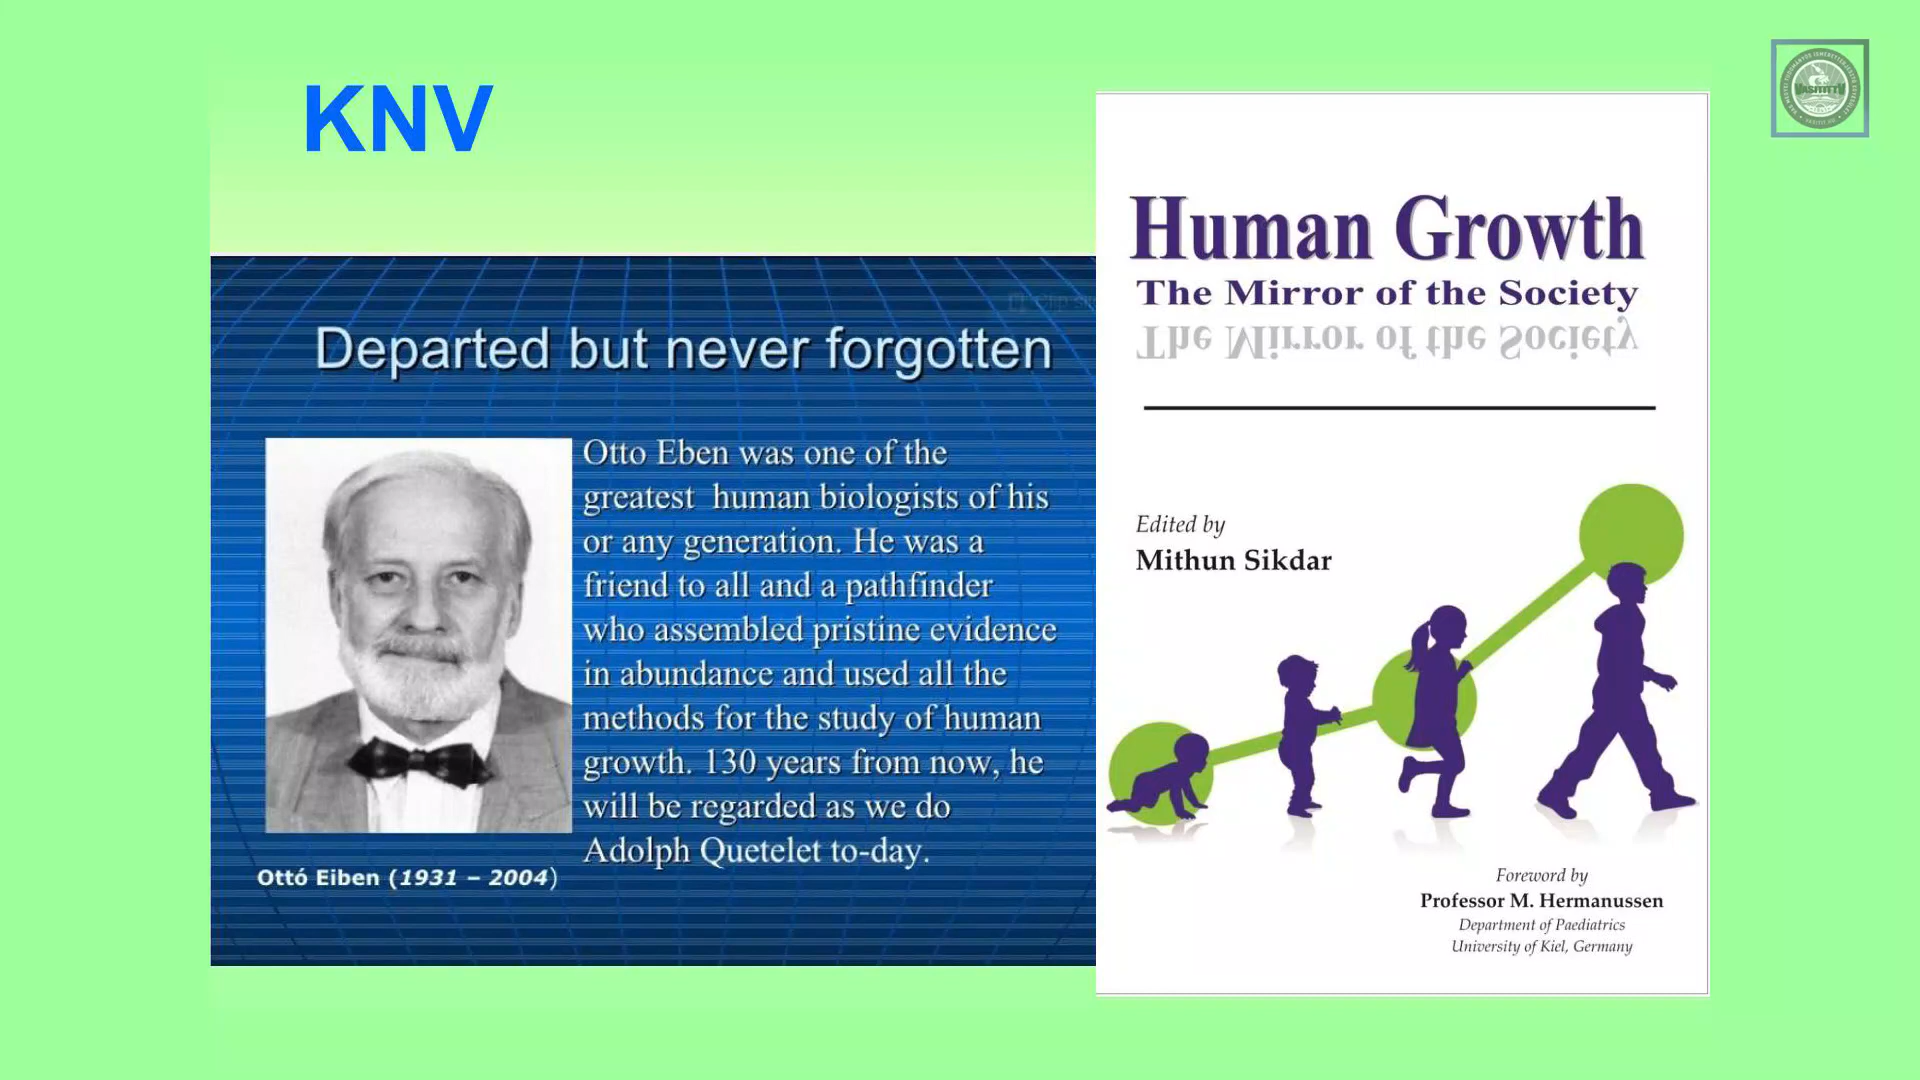 KNV
VASITITTV
Departed but never forgotten
Otto Eben was one of the
greatest human biologists of his
or any generation. He was a
friend to all and a pathfinder
who assembled pristine evidence
in abundance and used all the
methods for the study of human
growth. 130 years from now, he
will be regarded as we do
Adolph Quetelet to-day.
Ottó Eiben (1931 – 2004)
Human Growth
The Mirror of the Society
The Mirror of the Society
Edited by
Mithun Sikdar
Foreword by
Professor M. Hermanussen
Department of Paediatrics
University of Kiel, Germany